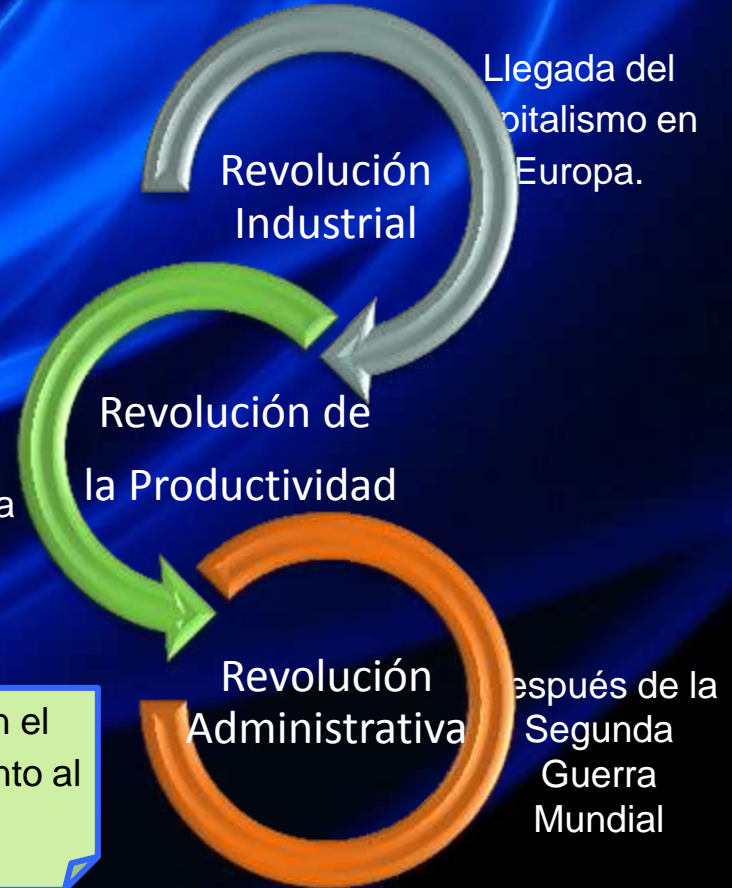 Llegada del
pitalismo en
Europa.
Revolución
Industrial
Revolución de
la Productividad
a
Revolución
Administrativa
espués de la
Segunda
Guerra
Mundial
n el
nto al